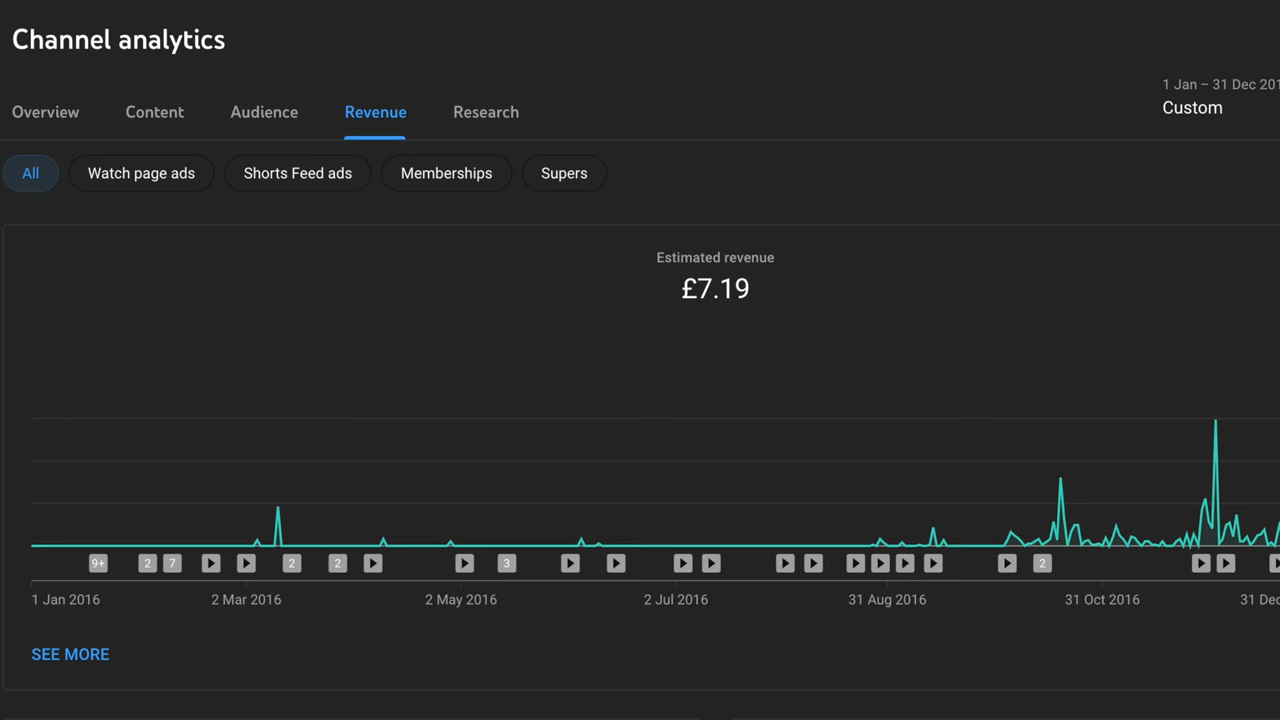 Channel analytics
1 Jan – 31 Dec 201
Custom
Overview Content Audience Revenue Research
All Watch page ads Shorts Feed ads Memberships Supers
Estimated revenue
£7.19
9+ 2 7 2 2 3 2
1 Jan 2016 2 Mar 2016 2 May 2016 2 Jul 2016 31 Aug 2016 31 Oct 2016 31 Dec
SEE MORE